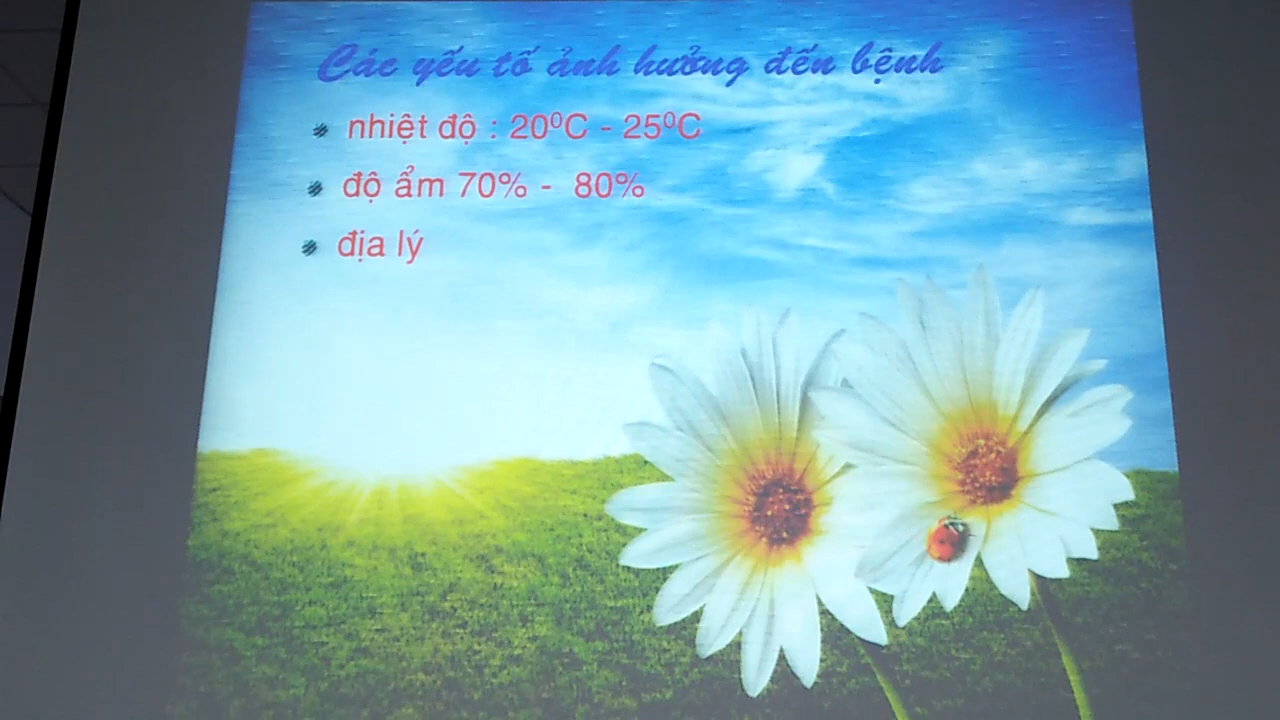 Các yếu tố ảnh hưởng đến bệnh
nhiệt độ : 20⁰C - 25⁰C
độ ẩm 70% - 80%
địa lý